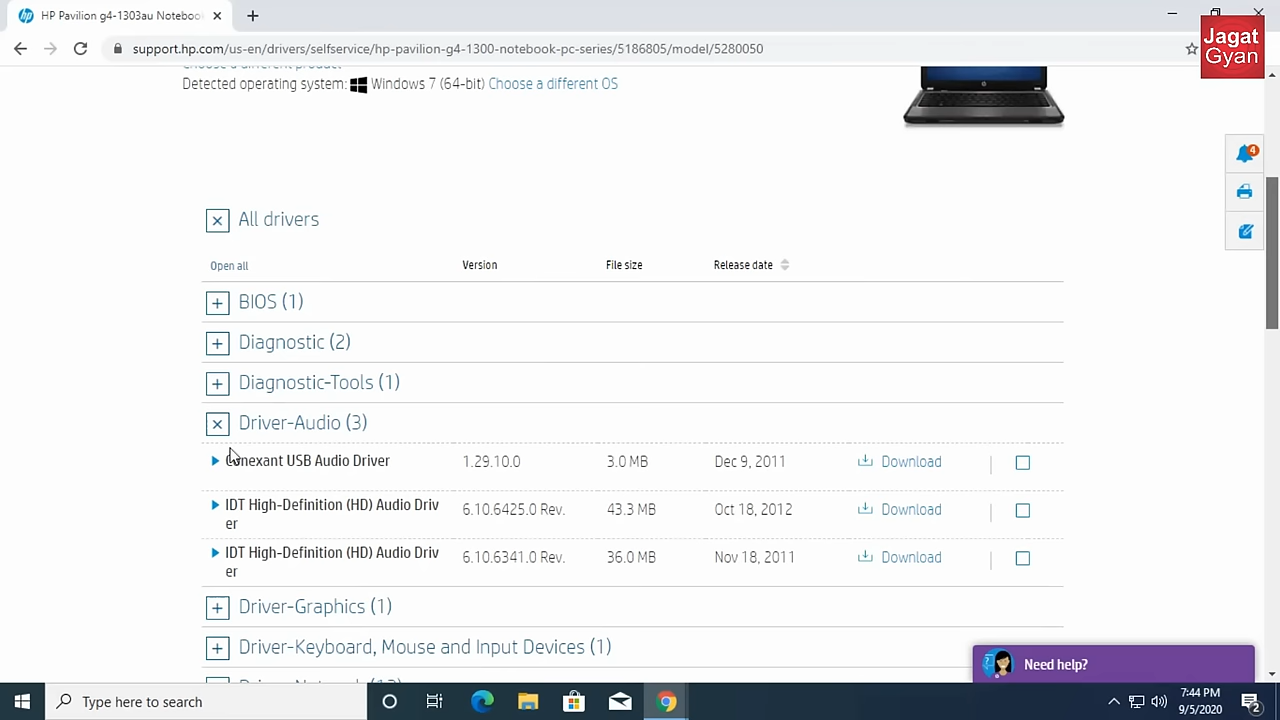 HP Pavilion g4-1303au Noteboo
Jagat
Gyan
support.hp.com/us-en/drivers/selfservice/hp-pavilion-g4-1300-notebook-pc-series/5186805/model/5280050
Choose a different product
Detected operating system: Windows 7 (64-bit) Choose a different OS
4
All drivers
Open all Version File size Release date
BIOS (1)
Diagnostic (2)
Diagnostic-Tools (1)
Driver-Audio (3)
Conexant USB Audio Driver 1.29.10.0 3.0 MB Dec 9, 2011 Download
IDT High-Definition (HD) Audio Driv 6.10.6425.0 Rev. 43.3 MB Oct 18, 2012 Download
er
IDT High-Definition (HD) Audio Driv 6.10.6341.0 Rev. 36.0 MB Nov 18, 2011 Download
er
Driver-Graphics (1)
Driver-Keyboard, Mouse and Input Devices (1)
Need help?
Type here to search
7:44 PM
9/5/2020
2